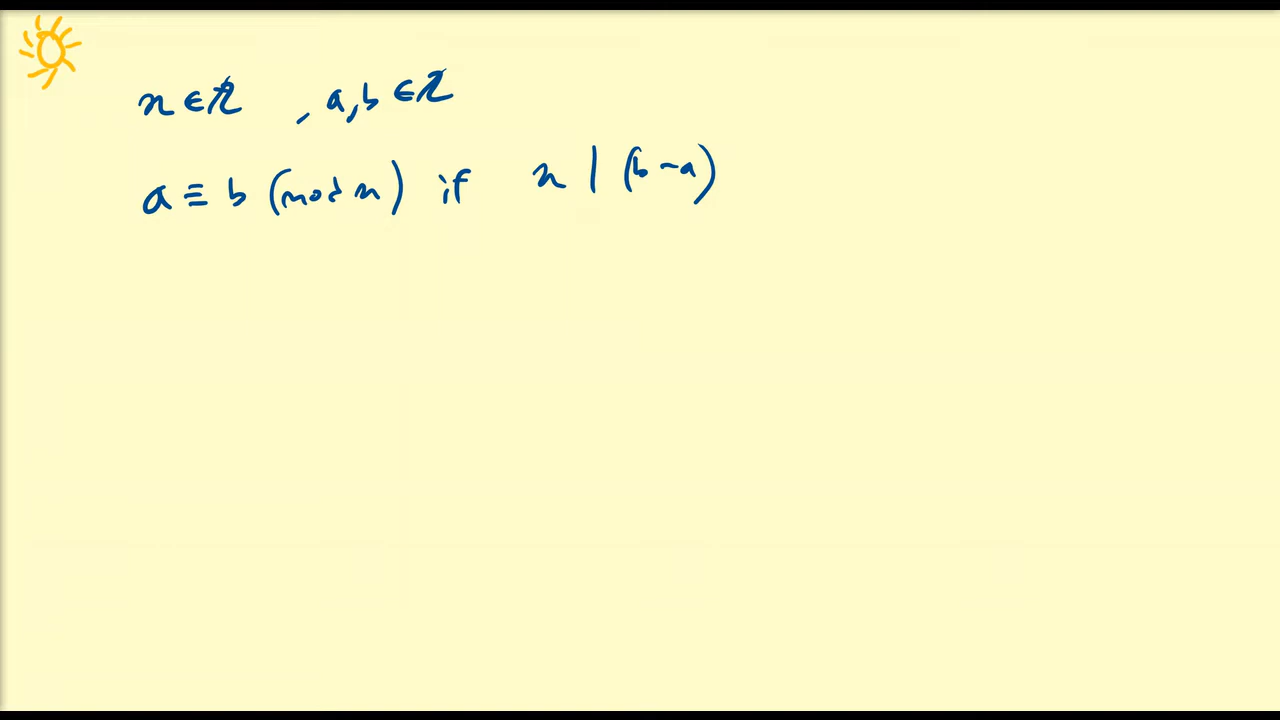 n ∈ ℤ , a, b ∈ ℤ
a ≡ b (mod n) if n | (b - a)